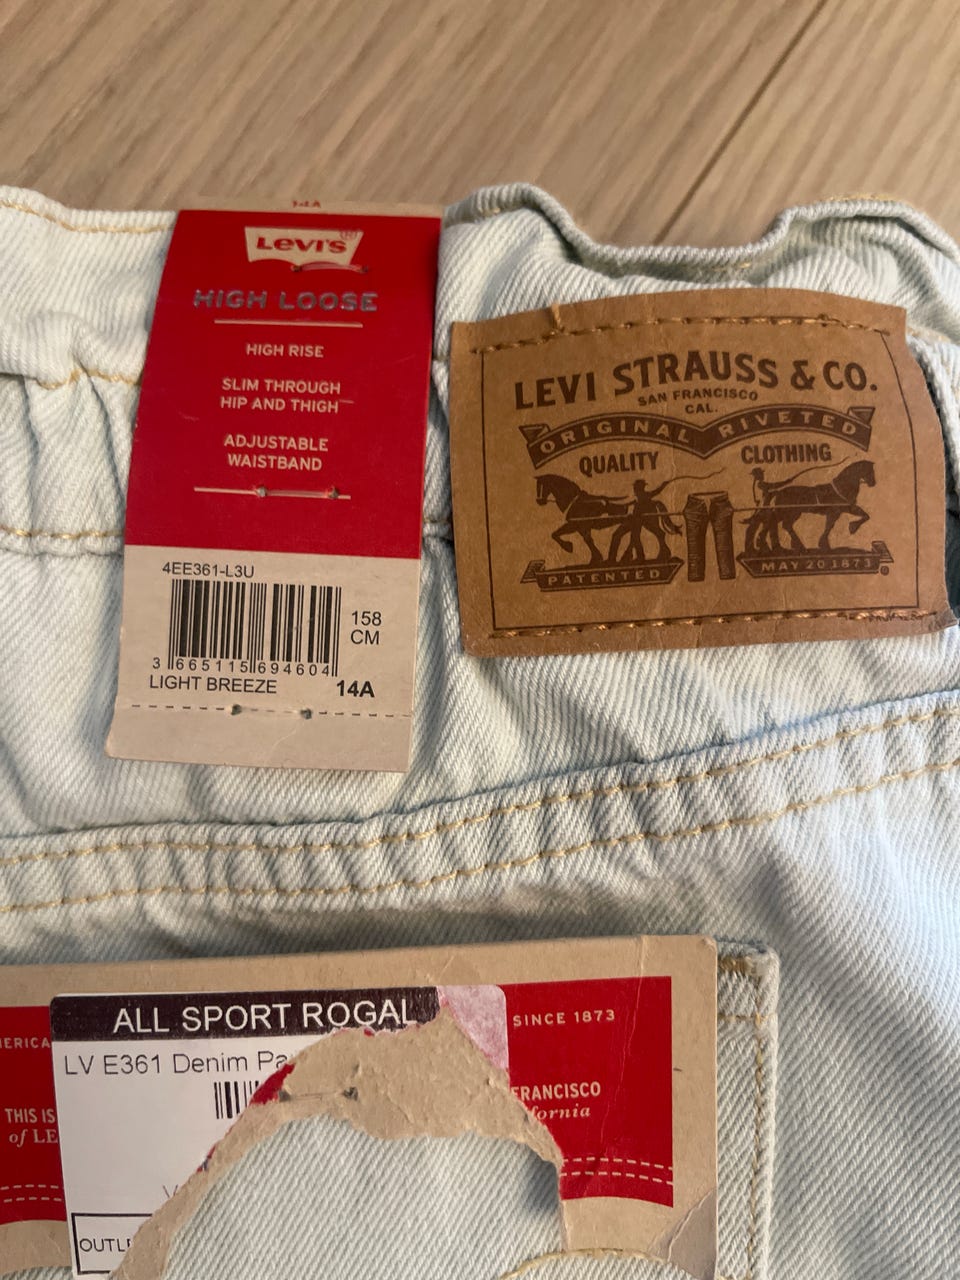 14A
LEVI'S
HIGH LOOSE
HIGH RISE
SLIM THROUGH
HIP AND THIGH
ADJUSTABLE
WAISTBAND
4EE361-L3U
158
CM
3 665115 694604
LIGHT BREEZE
14A
LEVI STRAUSS & CO.
SAN FRANCISCO
CAL.
ORIGINAL RIVETED
QUALITY CLOTHING
PATENTED MAY 20 1873
ALL SPORT ROGAL
LV E361 Denim Pa
SINCE 1873
THIS IS
of LE